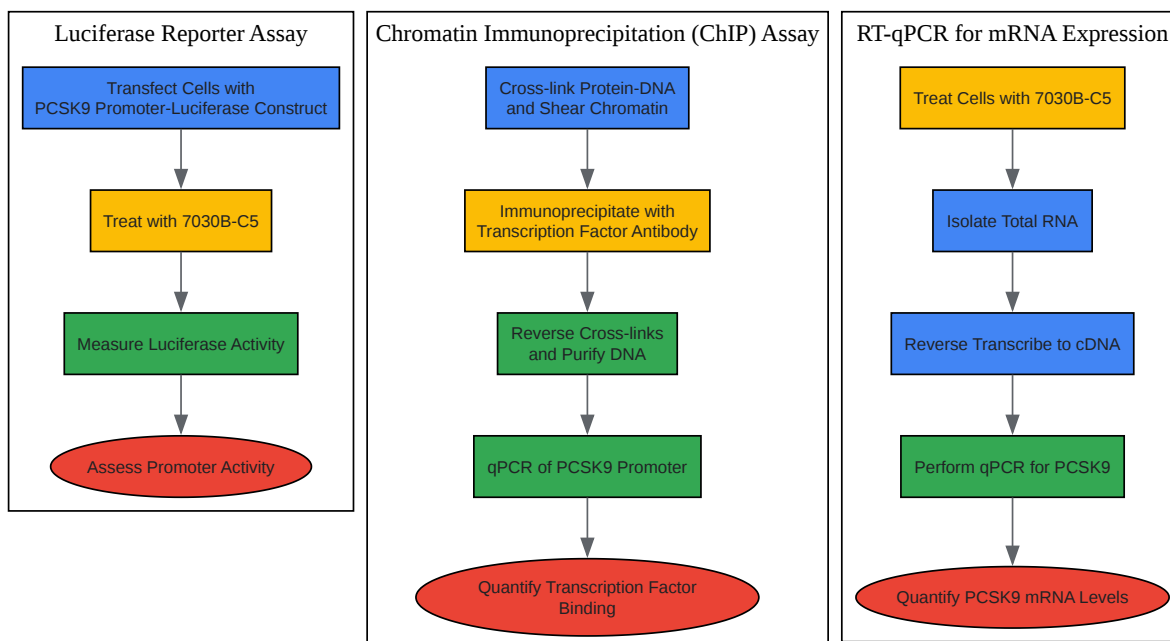 Luciferase Reporter Assay
Transfect Cells with
PCSK9 Promoter-Luciferase Construct
Treat with 7030B-C5
Measure Luciferase Activity
Assess Promoter Activity
Chromatin Immunoprecipitation (ChIP) Assay
Cross-link Protein-DNA
and Shear Chromatin
Immunoprecipitate with
Transcription Factor Antibody
Reverse Cross-links
and Purify DNA
qPCR of PCSK9 Promoter
Quantify Transcription Factor
Binding
RT-qPCR for mRNA Expression
Treat Cells with 7030B-C5
Isolate Total RNA
Reverse Transcribe to cDNA
Perform qPCR for PCSK9
Quantify PCSK9 mRNA Levels